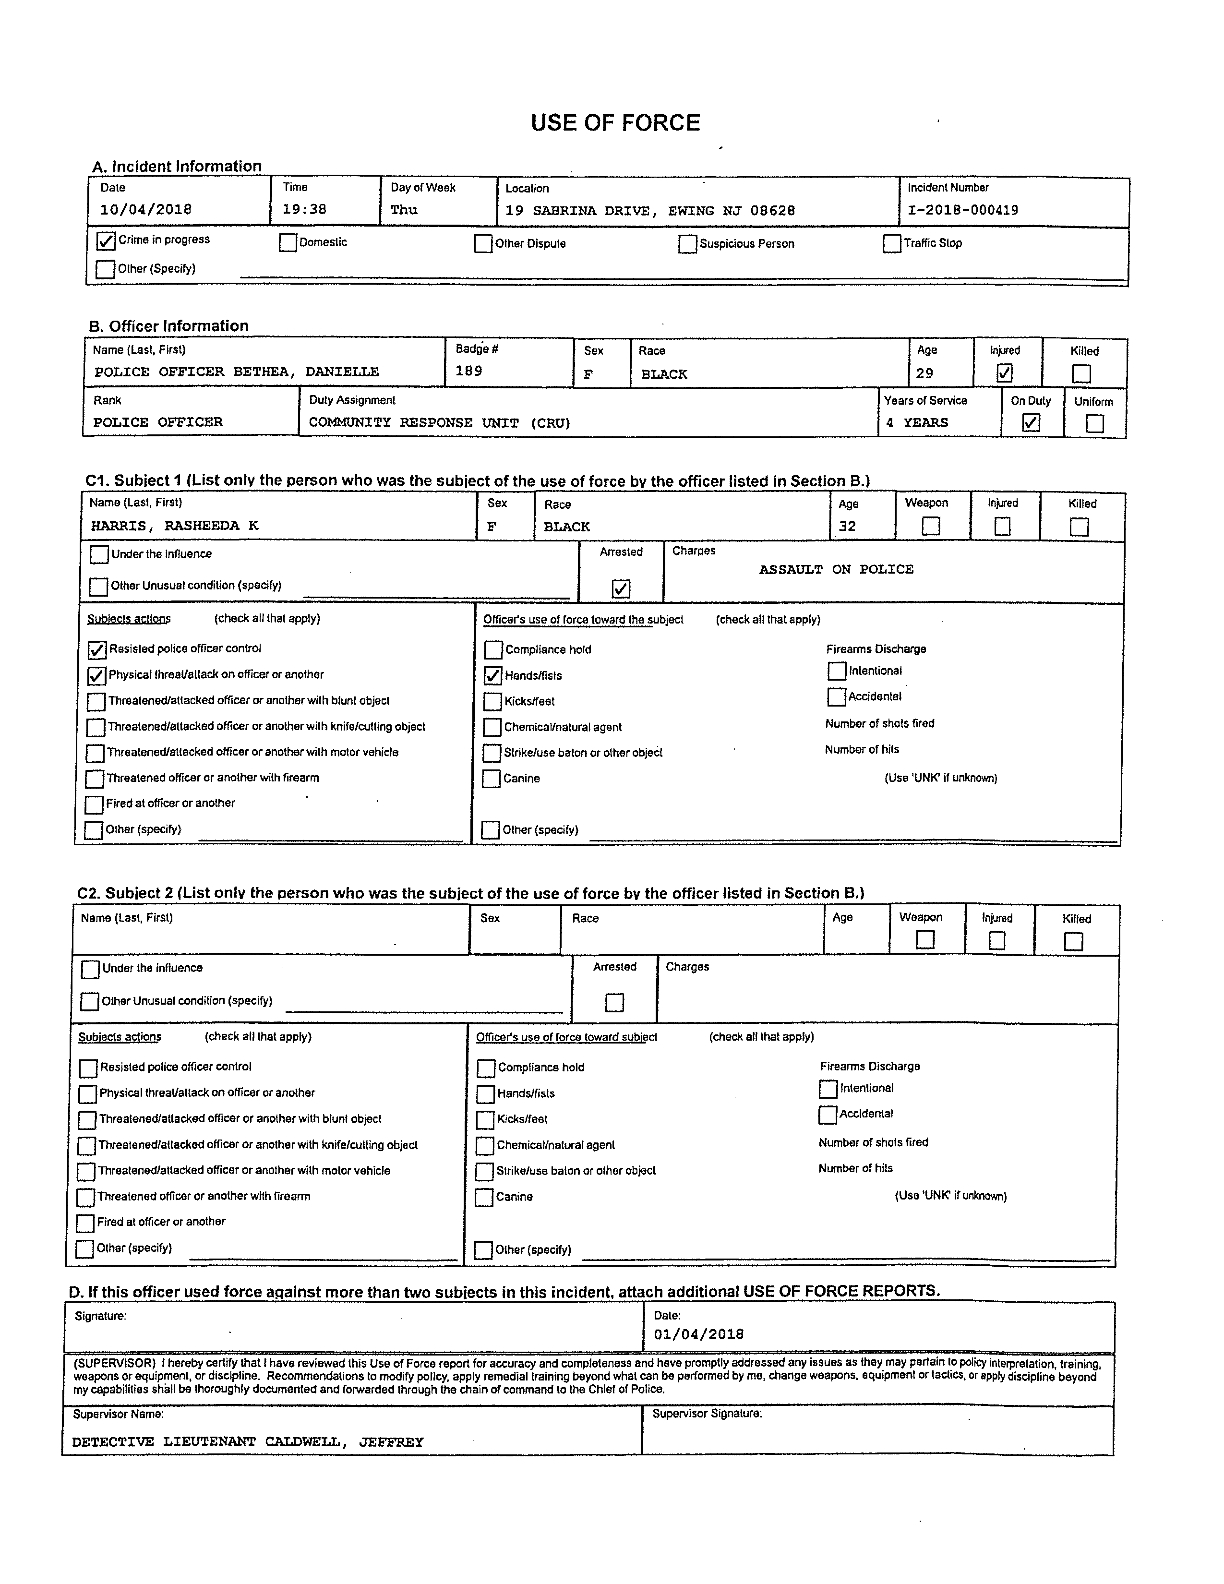 USE OF FORCE
A. Incident Information
Date Time Day of Week Location Incident Number
10/04/2018 19:38 Thu 19 SABRINA DRIVE, EWING NJ 08628 I-2018-000419
Crime in progress Domestic Other Dispute Suspicious Person Traffic Stop
Other (Specify)
B. Officer Information
Name (Last, First) Badge # Sex Race Age Injured Killed
POLICE OFFICER BETHEA, DANIELLE 189 F BLACK 29
Rank Duty Assignment Years of Service On Duty Uniform
POLICE OFFICER COMMUNITY RESPONSE UNIT (CRU) 4 YEARS
C1. Subject 1 (List only the person who was the subject of the use of force by the officer listed in Section B.)
Name (Last, First) Sex Race Age Weapon Injured Killed
HARRIS, RASHEEDA K F BLACK 32
Under the influence Arrested Charges
ASSAULT ON POLICE
Other Unusual condition (specify)
Subjects actions (check all that apply) Officer's use of force toward the subject (check all that apply)
Resisted police officer control Compliance hold Firearms Discharge
Physical threat/attack on officer or another Hands/fists Intentional
Threatened/attacked officer or another with blunt object Kicks/feet Accidental
Threatened/attacked officer or another with knife/cutting object Chemical/natural agent Number of shots fired
Threatened/attacked officer or another with motor vehicle Strike/use baton or other object Number of hits
Threatened officer or another with firearm Canine (Use 'UNK' if unknown)
Fired at officer or another
Other (specify) Other (specify)
C2. Subject 2 (List only the person who was the subject of the use of force by the officer listed in Section B.)
Name (Last, First) Sex Race Age Weapon Injured Killed
Under the influence Arrested Charges
Other Unusual condition (specify)
Subjects actions (check all that apply) Officer's use of force toward subject (check all that apply)
Resisted police officer control Compliance hold Firearms Discharge
Physical threat/attack on officer or another Hands/fists Intentional
Threatened/attacked officer or another with blunt object Kicks/feet Accidental
Threatened/attacked officer or another with knife/cutting object Chemical/natural agent Number of shots fired
Threatened/attacked officer or another with motor vehicle Strike/use baton or other object Number of hits
Threatened officer or another with firearm Canine (Use 'UNK' if unknown)
Fired at officer or another
Other (specify) Other (specify)
D. If this officer used force against more than two subjects in this incident, attach additional USE OF FORCE REPORTS.
Signature: Date:
01/04/2018
(SUPERVISOR) I hereby certify that I have reviewed this Use of Force report for accuracy and completeness and have promptly addressed any issues as they may pertain to policy interpretation, training,
weapons or equipment, or discipline. Recommendations to modify policy, apply remedial training beyond what can be performed by me, change weapons, equipment or tactics, or apply discipline beyond
my capabilities shall be thoroughly documented and forwarded through the chain of command to the Chief of Police.
Supervisor Name: Supervisor Signature:
DETECTIVE LIEUTENANT CALDWELL, JEFFREY